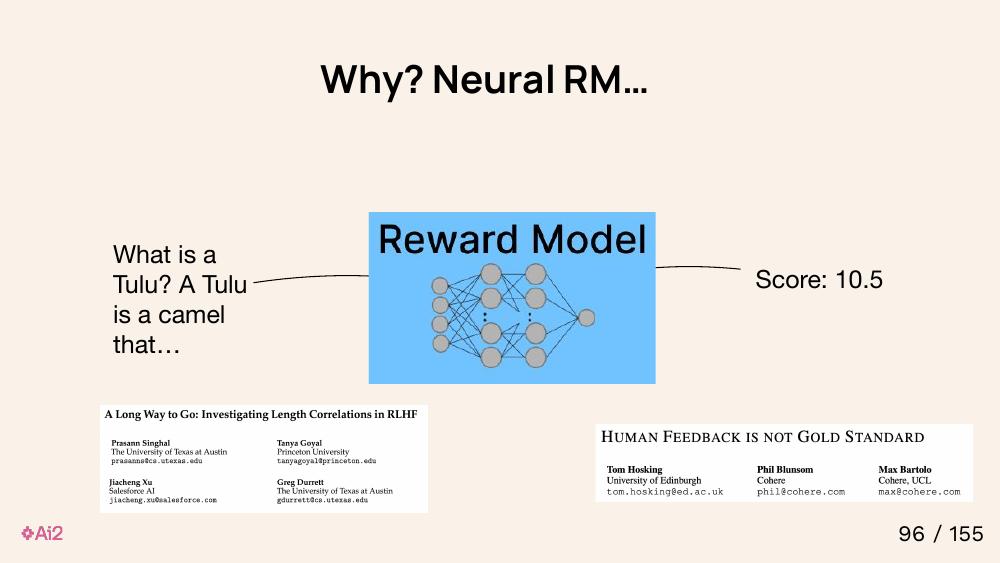 Why? Neural RM…
Reward Model
What is a
Tulu? A Tulu
is a camel
that…
Score: 10.5
A Long Way to Go: Investigating Length Correlations in RLHF
Prasann Singhal
The University of Texas at Austin
prasanns@cs.utexas.edu
Tanya Goyal
Princeton University
tanyagoyal@princeton.edu
Jiacheng Xu
Salesforce AI
jiacheng.xu@salesforce.com
Greg Durrett
The University of Texas at Austin
gdurrett@cs.utexas.edu
HUMAN FEEDBACK IS NOT GOLD STANDARD
Tom Hosking
University of Edinburgh
tom.hosking@ed.ac.uk
Phil Blunsom
Cohere
phil@cohere.com
Max Bartolo
Cohere, UCL
max@cohere.com
Ai2
96 / 155